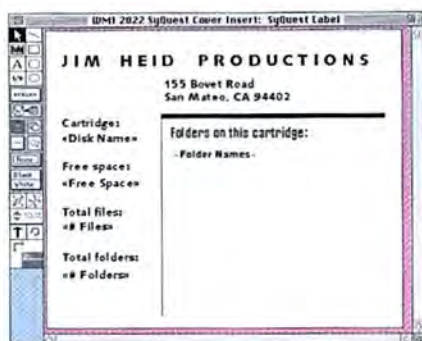 WMI 2022 SyQuest Cover Insert: SyQuest Label
JIM HEID PRODUCTIONS
155 Bovet Road
San Mateo, CA 94402
Cartridge:
«Disk Name»
Folders on this cartridge:
-Folder Names-
Free space:
«Free Space»
Total files:
«# Files»
Total folders:
«# Folders»